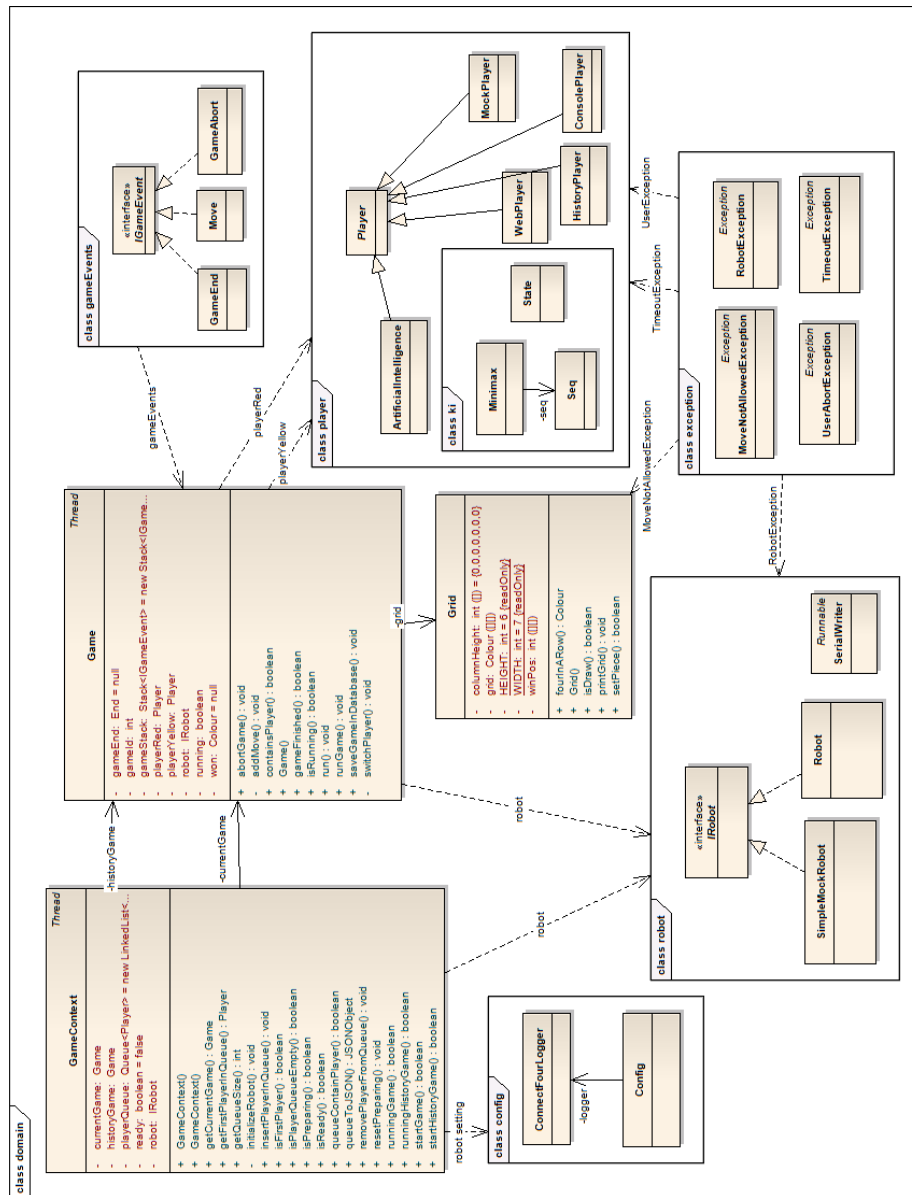 class domain
GameContext
Thread
- currentGame: Game
- historyGame: Game
- playerQueue: Queue<Player> = new LinkedList<...
- ready: boolean = false
- robot: IRobot
+ GameContext()
+ GameContext()
+ getCurrentGame() : Game
+ getFirstPlayerInQueue() : Player
+ getQueueSize() : int
- initializeRobot() : void
+ insertPlayerInQueue() : void
+ isFirstPlayer() : boolean
+ isPlayerQueueEmpty() : boolean
+ isPreparing() : boolean
+ isReady() : boolean
+ queueContainPlayer() : boolean
+ queueToJSON() : JSONObject
+ removePlayerFromQueue() : void
+ resetPreparing() : void
+ runningGame() : boolean
+ runningHistoryGame() : boolean
+ startGame() : boolean
+ startHistoryGame() : boolean
-historyGame
-currentGame
Game
Thread
- gameEnd: End = null
- gameId: int
- gameStack: Stack<IGameEvent> = new Stack<IGame...
- playerRed: Player
- playerYellow: Player
- robot: IRobot
- running: boolean
- won: Colour = null
+ abortGame() : void
- addMove() : void
+ containsPlayer() : boolean
+ Game()
+ gameFinished() : boolean
+ isRunning() : boolean
+ run() : void
+ runGame() : void
+ saveGameInDatabase() : void
- switchPlayer() : void
gameEvents
class gameEvents
«interface»
IGameEvent
GameEnd
Move
GameAbort
playerRed
playerYellow
-grid
robot
robot
robot setting
class config
ConnectFourLogger
-logger
Config
Grid
- columnHeight: int ([]) = {0,0,0,0,0,0,0}
- grid: Colour ([][])
- HEIGHT: int = 6 {readOnly}
- WIDTH: int = 7 {readOnly}
- winPos: int ([][])
+ fourInARow() : Colour
+ Grid()
+ isDraw() : boolean
+ printGrid() : void
+ setPiece() : boolean
class player
Player
ArtificialIntelligence
MockPlayer
WebPlayer
HistoryPlayer
ConsolePlayer
class ki
Minimax
-seq
Seq
State
MoveNotAllowedException
TimeoutException
UserException
RobotException
class robot
«interface»
IRobot
SimpleMockRobot
Robot
Runnable
SerialWriter
class exception
Exception
MoveNotAllowedException
Exception
RobotException
Exception
UserAbortException
Exception
TimeoutException